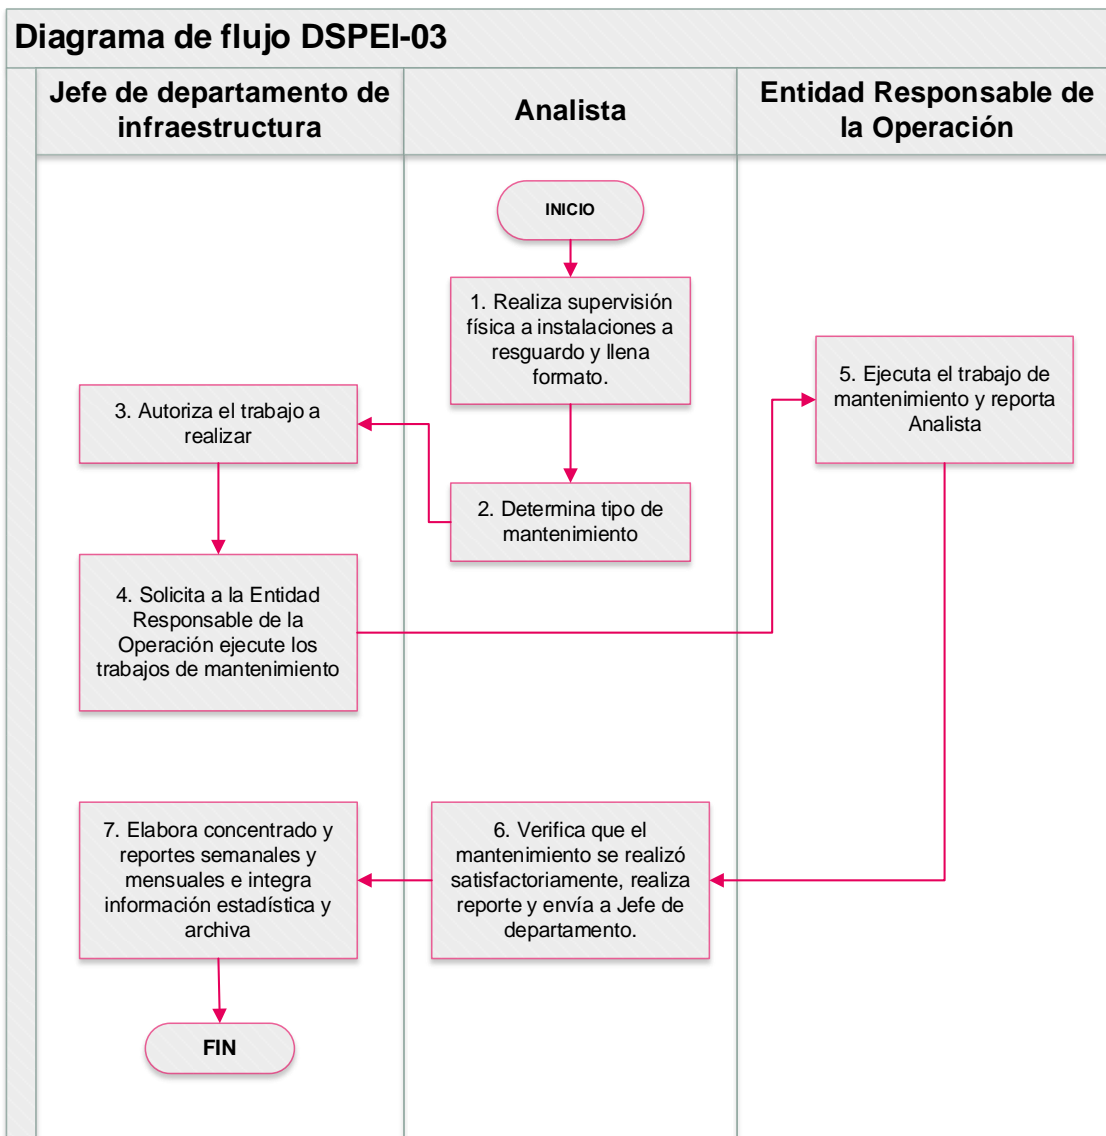 Diagrama de flujo DSPEI-03
Jefe de departamento de
infraestructura
Analista
Entidad Responsable de
la Operación
INICIO
1. Realiza supervisión
física a instalaciones a
resguardo y llena
formato.
2. Determina tipo de
mantenimiento
3. Autoriza el trabajo a
realizar
4. Solicita a la Entidad
Responsable de la
Operación ejecute los
trabajos de mantenimiento
5. Ejecuta el trabajo de
mantenimiento y reporta
Analista
6. Verifica que el
mantenimiento se realizó
satisfactoriamente, realiza
reporte y envía a Jefe de
departamento.
7. Elabora concentrado y
reportes semanales y
mensuales e integra
información estadística y
archiva
FIN